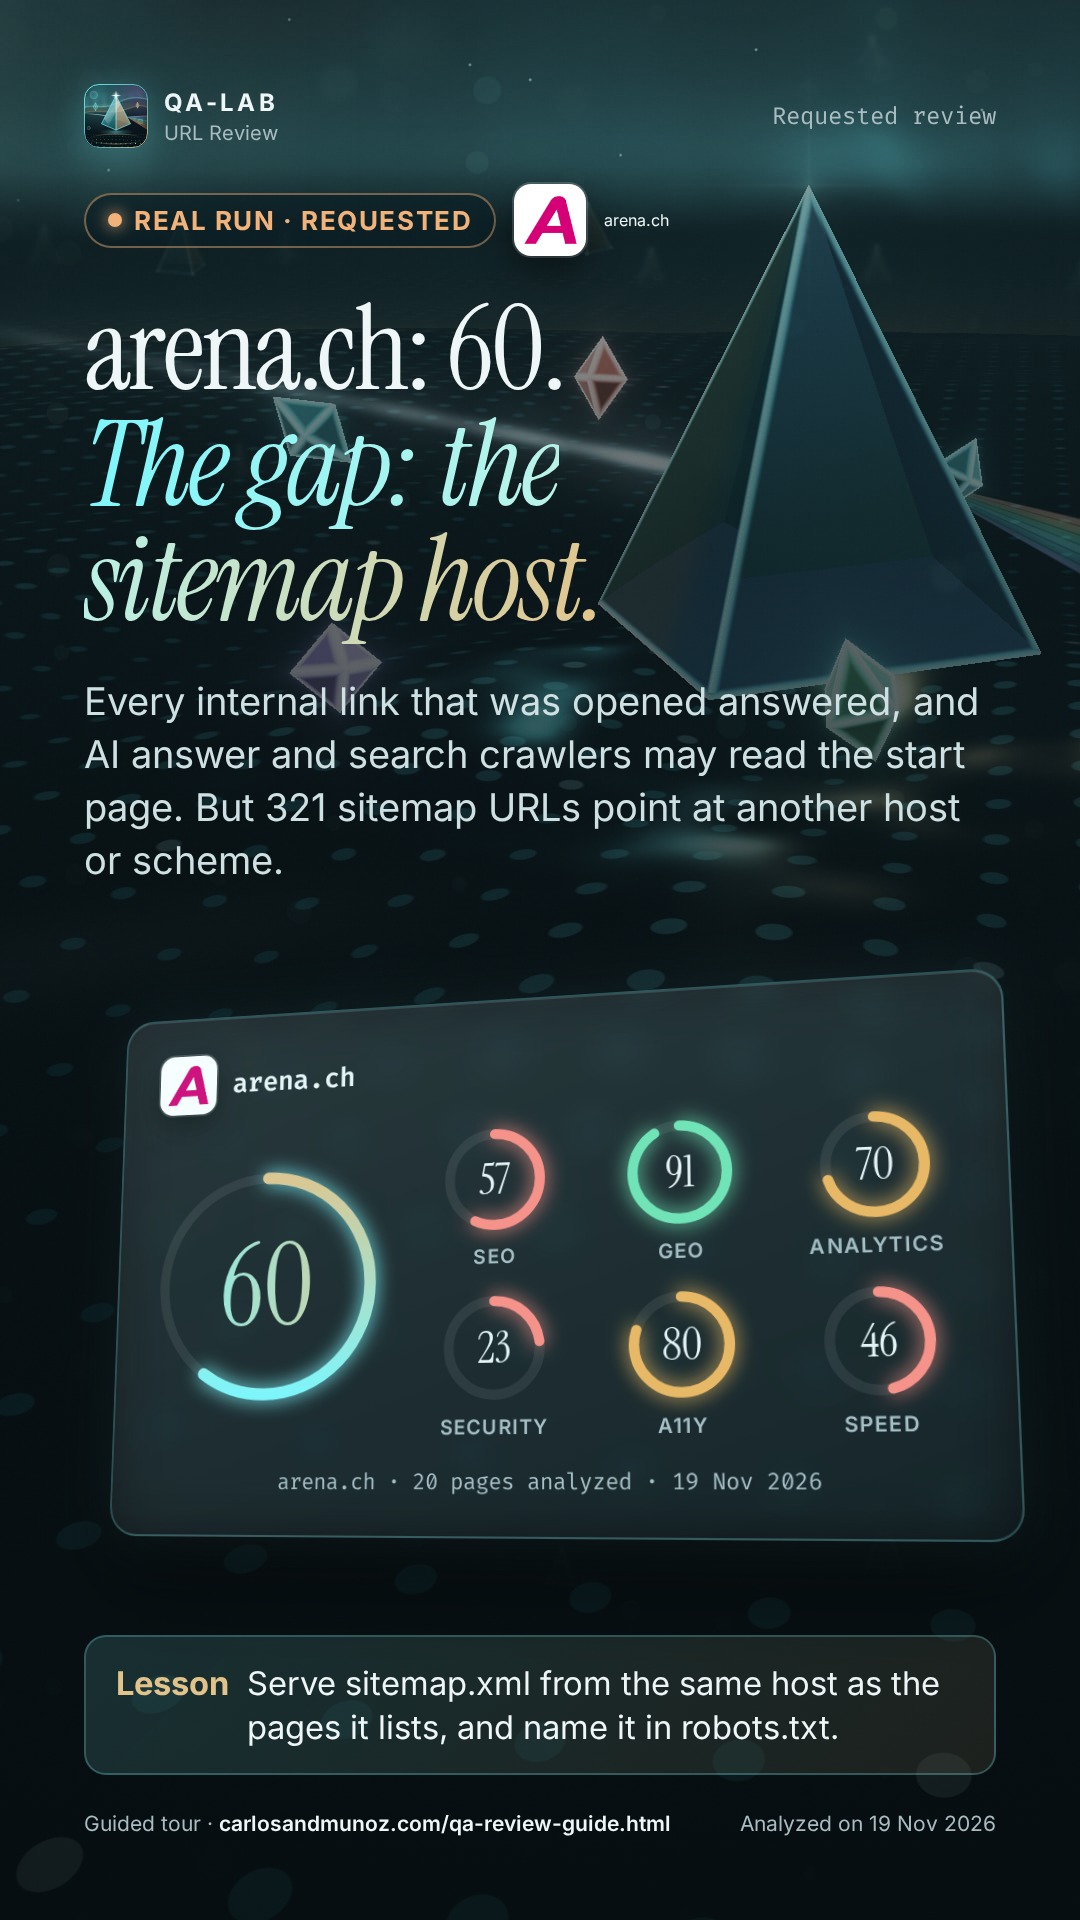 QA-LAB
URL Review
Requested review
REAL RUN · REQUESTED
A
arena.ch
arena.ch: 60.
The gap: the
sitemap host.
Every internal link that was opened answered, and
AI answer and search crawlers may read the start
page. But 321 sitemap URLs point at another host
or scheme.
A
arena.ch
60
57
SEO
91
GEO
70
ANALYTICS
23
SECURITY
80
A11Y
46
SPEED
arena.ch · 20 pages analyzed · 19 Nov 2026
Lesson Serve sitemap.xml from the same host as the
pages it lists, and name it in robots.txt.
Guided tour · carlosandmunoz.com/qa-review-guide.html
Analyzed on 19 Nov 2026